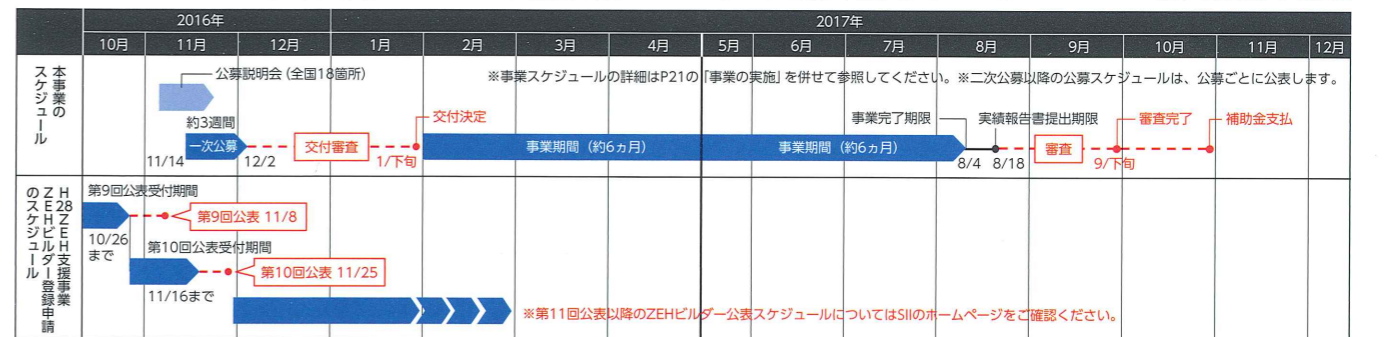 2016年
2017年
10月
11月
12月
1月
2月
3月
4月
5月
6月
7月
8月
9月
10月
11月
12月
本事業の
スケジュール
公募説明会(全国18箇所)
※事業スケジュールの詳細はP21の「事業の実施」を併せて参照してください。※二次公募以降の公募スケジュールは、公募ごとに公表します。
約3週間
一次公募
11/14
12/2
交付審査
交付決定
1/下旬
事業期間(約6ヵ月)
事業期間(約6ヵ月)
事業完了期限
8/4
実績報告書提出期限
8/18
審査
審査完了
9/下旬
補助金支払
H28ZEH支援事業
ZEHビルダー登録申請
のスケジュール
第9回公表受付期間
第9回公表 11/8
10/26
まで
第10回公表受付期間
第10回公表 11/25
11/16まで
※第11回公表以降のZEHビルダー公表スケジュールについてはSIIのホームページをご確認ください。